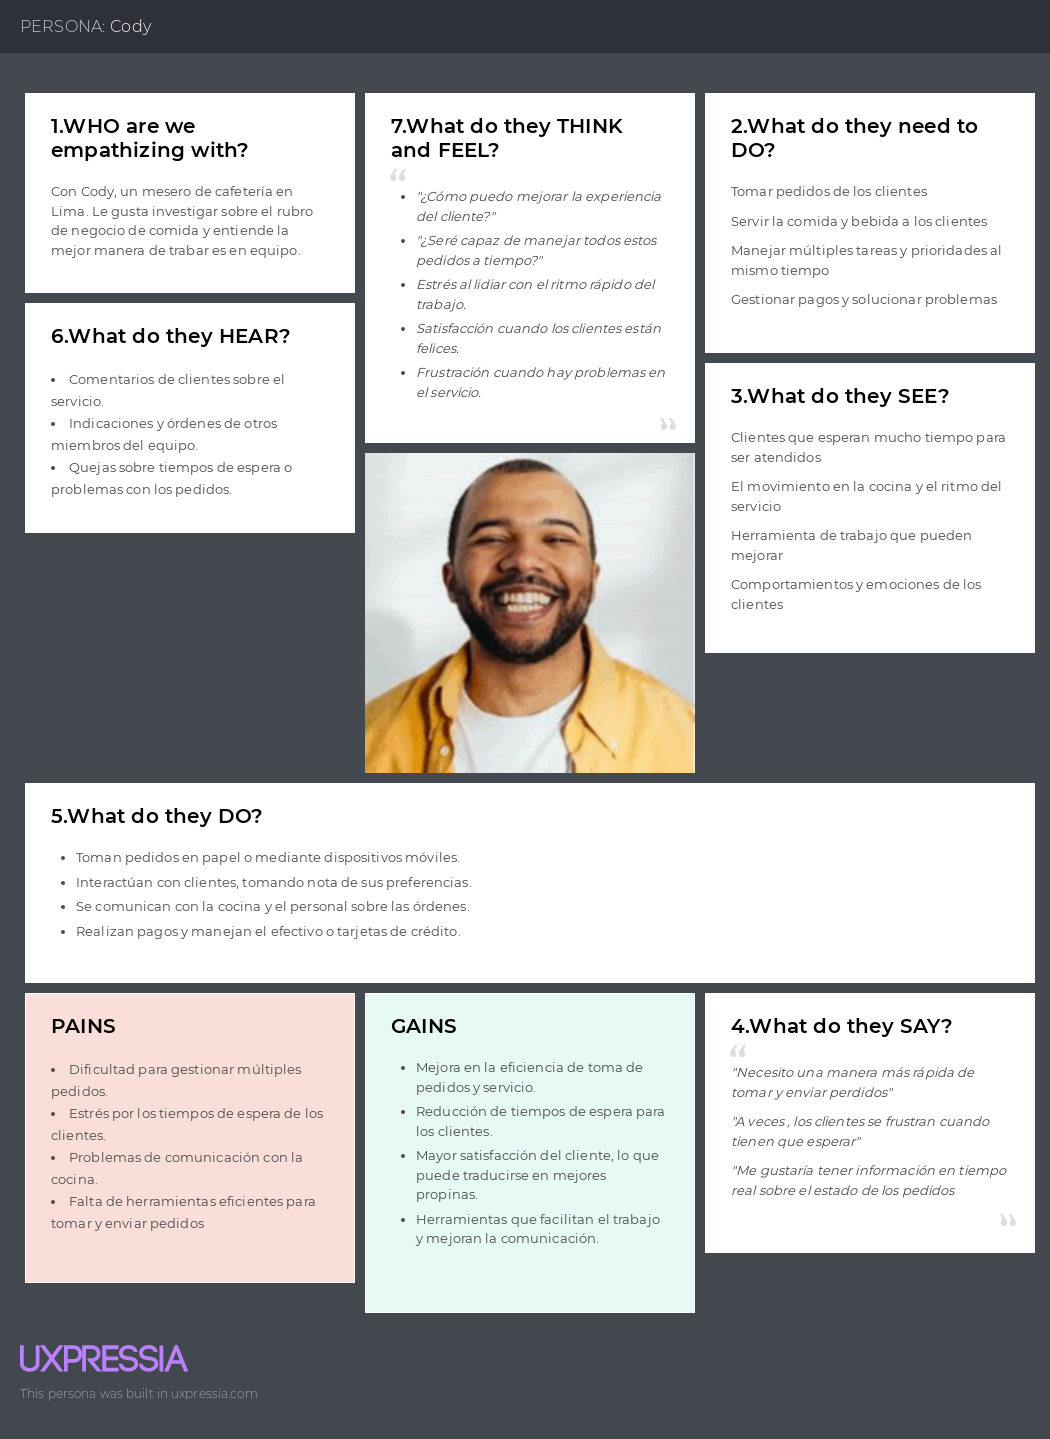 PERSONA: Cody
1.WHO are we
empathizing with?
Con Cody, un mesero de cafetería en
Lima. Le gusta investigar sobre el rubro
de negocio de comida y entiende la
mejor manera de trabar es en equipo.
7.What do they THINK
and FEEL?
“
• "¿Cómo puedo mejorar la experiencia
del cliente?"
• "¿Seré capaz de manejar todos estos
pedidos a tiempo?"
• Estrés al lidiar con el ritmo rápido del
trabajo.
• Satisfacción cuando los clientes están
felices.
• Frustración cuando hay problemas en
el servicio.
”
2.What do they need to
DO?
Tomar pedidos de los clientes
Servir la comida y bebida a los clientes
Manejar múltiples tareas y prioridades al
mismo tiempo
Gestionar pagos y solucionar problemas
6.What do they HEAR?
• Comentarios de clientes sobre el
servicio.
• Indicaciones y órdenes de otros
miembros del equipo.
• Quejas sobre tiempos de espera o
problemas con los pedidos.
3.What do they SEE?
Clientes que esperan mucho tiempo para
ser atendidos
El movimiento en la cocina y el ritmo del
servicio
Herramienta de trabajo que pueden
mejorar
Comportamientos y emociones de los
clientes
5.What do they DO?
• Toman pedidos en papel o mediante dispositivos móviles.
• Interactúan con clientes, tomando nota de sus preferencias.
• Se comunican con la cocina y el personal sobre las órdenes.
• Realizan pagos y manejan el efectivo o tarjetas de crédito.
PAINS
• Dificultad para gestionar múltiples
pedidos.
• Estrés por los tiempos de espera de los
clientes.
• Problemas de comunicación con la
cocina.
• Falta de herramientas eficientes para
tomar y enviar pedidos
GAINS
• Mejora en la eficiencia de toma de
pedidos y servicio.
• Reducción de tiempos de espera para
los clientes.
• Mayor satisfacción del cliente, lo que
puede traducirse en mejores
propinas.
• Herramientas que facilitan el trabajo
y mejoran la comunicación.
4.What do they SAY?
“
"Necesito una manera más rápida de
tomar y enviar perdidos"
"A veces , los clientes se frustran cuando
tienen que esperar"
"Me gustaría tener información en tiempo
real sobre el estado de los pedidos
”
UXPRESSIA
This persona was built in uxpressia.com